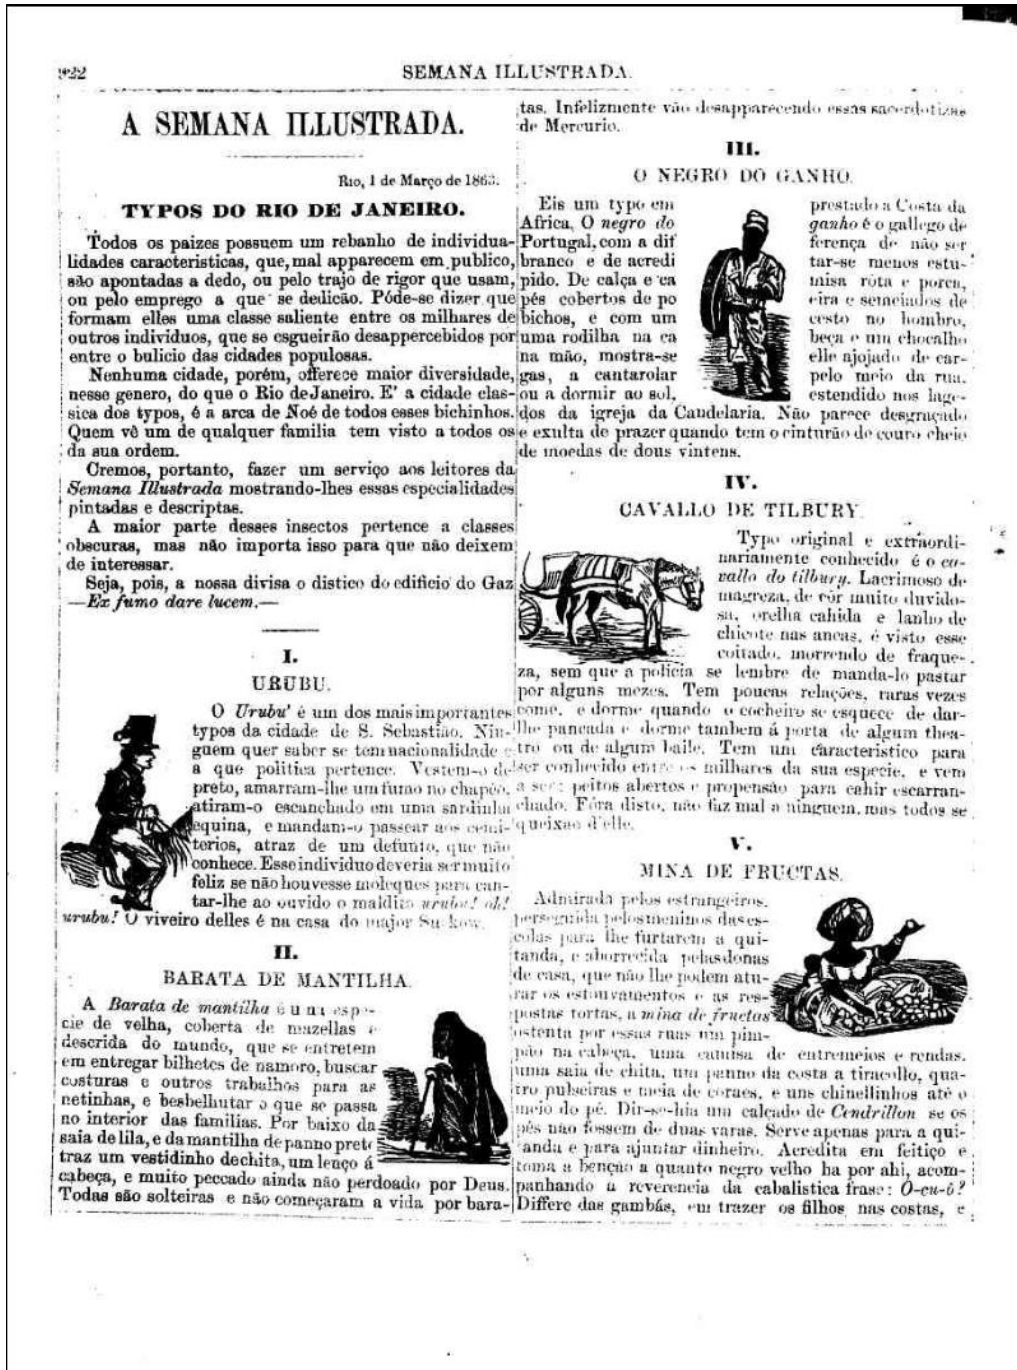 922
SEMANA ILLUSTRADA.
A SEMANA ILLUSTRADA.
Rio, 1 de Março de 1863.
TYPOS DO RIO DE JANEIRO.
Todos os paizes possuem um rebanho de individua-
lidades caracteristicas, que, mal apparecem em publico,
são apontadas a dedo, ou pelo trajo de rigor que usam,
ou pelo emprego a que se dedicão. Póde-se dizer que
formam elles uma classe saliente entre os milhares de
outros individuos, que se esgueirão desappercebidos por
entre o bulicio das cidades populosas.
Nenhuma cidade, porém, offerece maior diversidade,
nesse genero, do que o Rio de Janeiro. E' a cidade clas-
sica dos typos, é a arca de Noé de todos esses bichinhos.
Quem vê um de qualquer familia tem visto a todos os
da sua ordem.
Cremos, portanto, fazer um serviço aos leitores da
Semana Illustrada mostrando-lhes essas especialidades
pintadas e descriptas.
A maior parte desses insectos pertence a classes
obscuras, mas não importa isso para que não deixem
de interessar.
Seja, pois, a nossa divisa o distico do edificio do Gaz
—Ex fumo dare lucem.—
I.
URUBU.
O Urubu' é um dos mais importantes
typos da cidade de S. Sebastião. Nin-
guem quer saber se tem nacionalidade e
a que politica pertence. Vestem-o de
preto, amarram-lhe um fumo no chapéo,
atiram-o escanchado em uma sardinha
equina, e mandam-o passear aos cemi-
terios, atraz de um defunto, que não
conhece. Esse individuo deveria ser muito
feliz se não houvesse moleques para can-
tar-lhe ao ouvido o maldito urubu! oh!
urubu! O viveiro delles é na casa do major Suckow.
II.
BARATA DE MANTILHA.
A Barata de mantilha é uma espe-
cie de velha, coberta de mazellas e
descrida do mundo, que se entretem
em entregar bilhetes de namoro, buscar
costuras e outros trabalhos para as
netinhas, e besbelhutar o que se passa
no interior das familias. Por baixo da
saia de lila, e da mantilha de panno preto
traz um vestidinho de chita, um lenço á
cabeça, e muito peccado ainda não perdoado por Deus.
Todas são solteiras e não começaram a vida por bara-
tas. Infelizmente vão desapparecendo essas sacerdotizas
de Mercurio.
III.
O NEGRO DO GANHO.
Eis um typo em prestado a Costa da
Africa, O negro do ganho é o gallego de
Portugal, com a dif ferença de não ser
branco e de acredi tar-se menos estu-
pido. De calça e ca misa rôta e porca,
pés cobertos de po eira e semeiados de
bichos, e com um cesto no hombro,
uma rodilha na ca beça e um chocalho
na mão, mostra-se elle ajojado de car-
gas, a cantarolar pelo meio da rua,
ou a dormir ao sol, estendido nos lage-
dos da igreja da Candelaria. Não parece desgraçado
e exulta de prazer quando tem o cinturão de couro cheio
de moedas de dous vintens.
IV.
CAVALLO DE TILBURY.
Typo original e extraordi-
nariamente conhecido é o ca-
vallo do tilbury. Lacrimoso de
magreza, de côr muito duvido-
sa, orelha cahida e lanho de
chicote nas ancas, é visto esse
coitado, morrendo de fraque-
za, sem que a policia se lembre de manda-lo pastar
por alguns mezes. Tem poucas relações, raras vezes
come, e dorme quando o cocheiro se esquece de dar-
lhe pancada e dorme tambem á porta de algum thea-
tro ou de algum baile. Tem um caracteristico para
ser conhecido entre os milhares da sua especie, e vem
a ser: peitos abertos e propensão para cahir escarran-
chado. Fóra disto, não faz mal a ninguem, mas todos se
queixão d'elle.
V.
MINA DE FRUCTAS.
Admirada pelos estrangeiros,
perseguida pelos meninos das es-
colas para lhe furtarem a qui-
tanda, e aborrecida pelas donas
de casa, que não lhe podem atu-
rar os estouvamentos e as res-
postas tortas, a mina de fructas
ostenta por essas ruas um pim-
pão na cabeça, uma camisa de entremeios e rendas,
uma saia de chita, um panno da costa a tiracollo, qua-
tro pulseiras e meia de coraes, e uns chinellinhos até o
meio do pé. Dir-se-hia um calçado de Cendrillon se os
pés não fossem de duas varas. Serve apenas para a qui-
tanda e para ajuntar dinheiro. Acredita em feitiço e
toma a benção a quanto negro velho ha por ahi, acom-
panhando a reverencia da cabalistica frase: O-cu-ô?
Differe das gambás, em trazer os filhos nas costas, e